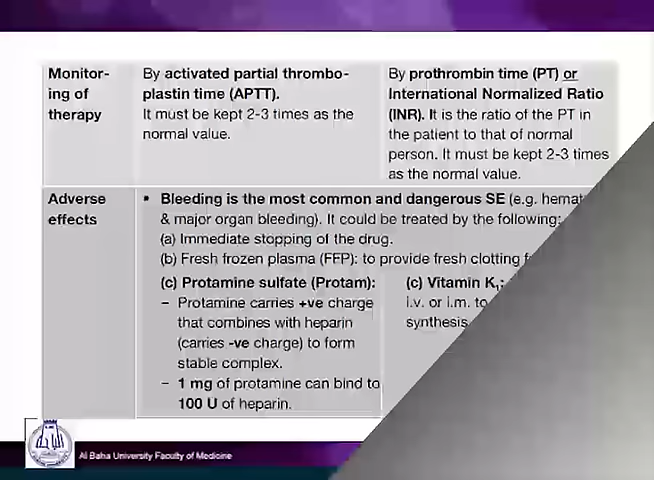 Monitor-
ing of
therapy
By activated partial thrombo-
plastin time (APTT).
It must be kept 2-3 times as the
normal value.
By prothrombin time (PT) or
International Normalized Ratio
(INR). It is the ratio of the PT in
the patient to that of normal
person. It must be kept 2-3 times
as the normal value.
Adverse
effects
• Bleeding is the most common and dangerous SE (e.g.
& major organ bleeding). It could be treated by the following:
(a) Immediate stopping of the drug.
(b) Fresh frozen plasma (FFP): to provide fresh clotting
(c) Protamine sulfate (Protam):
– Protamine carries +ve charge
that combines with heparin
(carries -ve charge) to form
stable complex.
– 1 mg of protamine can bind to
100 U of heparin.
(c) Vitamin K₁:
i.v. or i.m. to
synthesis
Al Baha University Faculty of Medicine